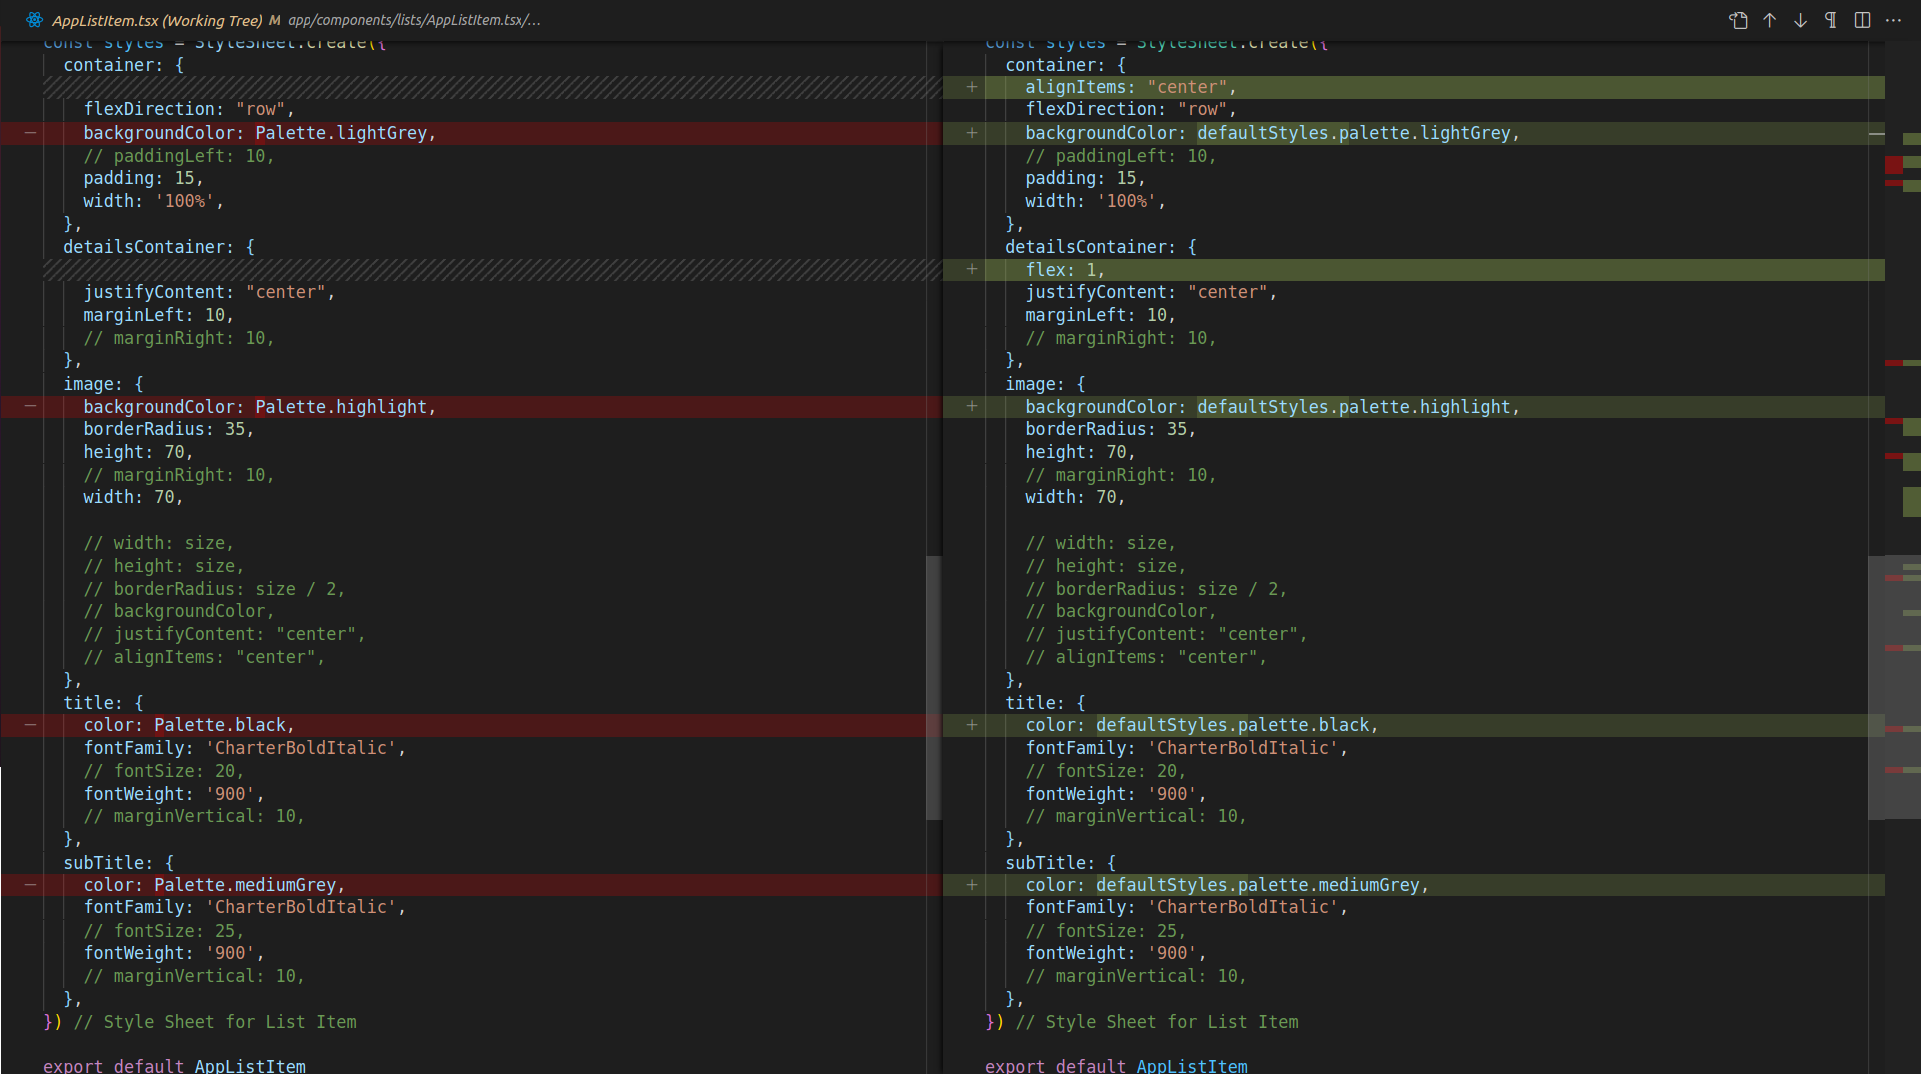 AppListItem.tsx (Working Tree) M app/components/lists/AppListItem.tsx/...
const styles = StyleSheet.create({
  container: {
    flexDirection: "row",
−   backgroundColor: Palette.lightGrey,
    // paddingLeft: 10,
    padding: 15,
    width: '100%',
  },
  detailsContainer: {
    justifyContent: "center",
    marginLeft: 10,
    // marginRight: 10,
  },
  image: {
−   backgroundColor: Palette.highlight,
    borderRadius: 35,
    height: 70,
    // marginRight: 10,
    width: 70,
    // width: size,
    // height: size,
    // borderRadius: size / 2,
    // backgroundColor,
    // justifyContent: "center",
    // alignItems: "center",
  },
  title: {
−   color: Palette.black,
    fontFamily: 'CharterBoldItalic',
    // fontSize: 20,
    fontWeight: '900',
    // marginVertical: 10,
  },
  subTitle: {
−   color: Palette.mediumGrey,
    fontFamily: 'CharterBoldItalic',
    // fontSize: 25,
    fontWeight: '900',
    // marginVertical: 10,
  },
}) // Style Sheet for List Item
export default AppListItem
const styles = StyleSheet.create({
  container: {
+   alignItems: "center",
    flexDirection: "row",
+   backgroundColor: defaultStyles.palette.lightGrey,
    // paddingLeft: 10,
    padding: 15,
    width: '100%',
  },
  detailsContainer: {
+   flex: 1,
    justifyContent: "center",
    marginLeft: 10,
    // marginRight: 10,
  },
  image: {
+   backgroundColor: defaultStyles.palette.highlight,
    borderRadius: 35,
    height: 70,
    // marginRight: 10,
    width: 70,
    // width: size,
    // height: size,
    // borderRadius: size / 2,
    // backgroundColor,
    // justifyContent: "center",
    // alignItems: "center",
  },
  title: {
+   color: defaultStyles.palette.black,
    fontFamily: 'CharterBoldItalic',
    // fontSize: 20,
    fontWeight: '900',
    // marginVertical: 10,
  },
  subTitle: {
+   color: defaultStyles.palette.mediumGrey,
    fontFamily: 'CharterBoldItalic',
    // fontSize: 25,
    fontWeight: '900',
    // marginVertical: 10,
  },
}) // Style Sheet for List Item
export default AppListItem